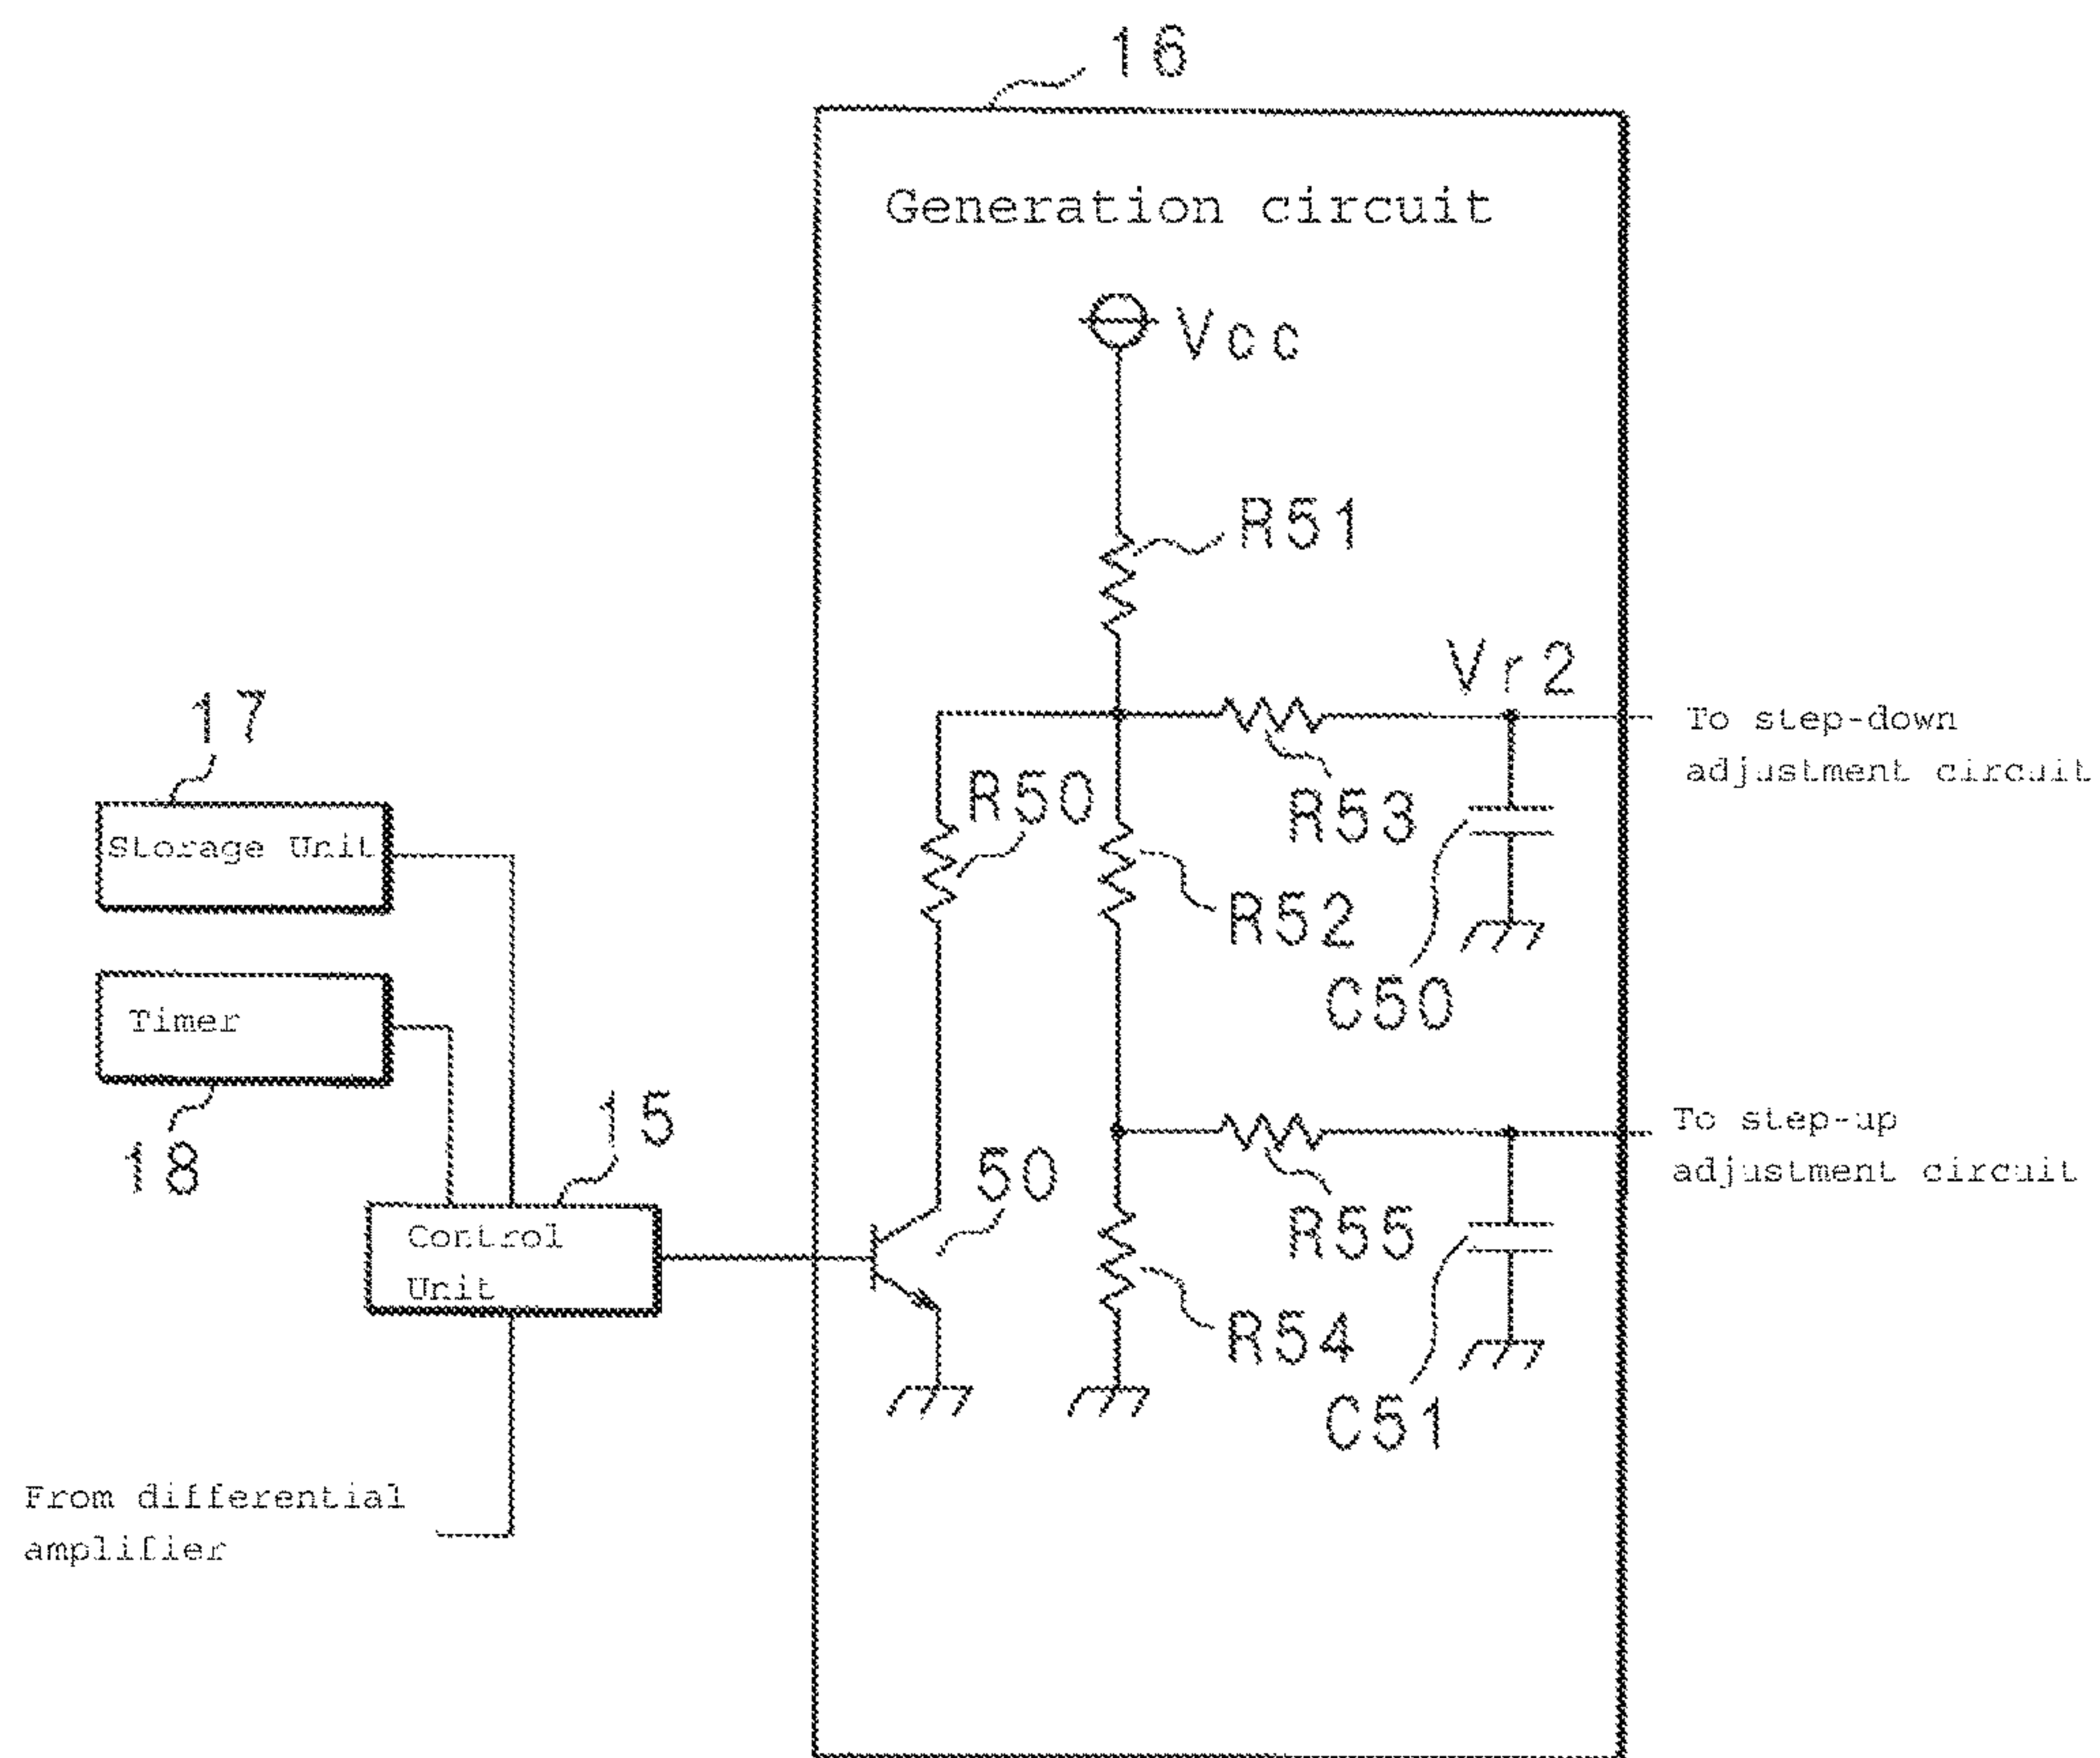 16
Generation circuit
Vcc
R51
Vr2
To step-down
adjustment circuit
17
R50
R53
Storage Unit
R52
C50
Timer
18
15
To step-up
adjustment circuit
50
R55
Control
Unit
R54
C51
From differential
amplifier